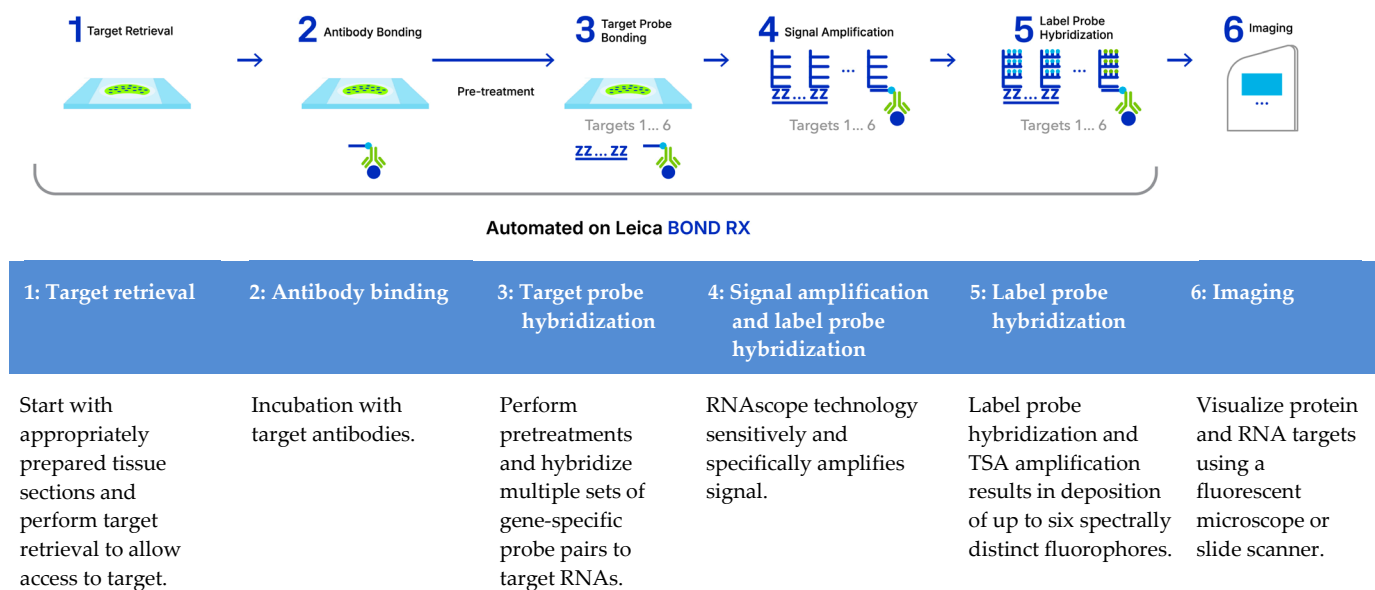 1 Target Retrieval
2 Antibody Bonding
Pre-treatment
3 Target Probe
Bonding
Targets 1... 6
ZZ... ZZ
4 Signal Amplification
...
ZZ... ZZ
Targets 1... 6
5 Label Probe
Hybridization
...
ZZ... ZZ
Targets 1... 6
6 Imaging
...
Automated on Leica BOND RX
1: Target retrieval
2: Antibody binding
3: Target probe
hybridization
4: Signal amplification
and label probe
hybridization
5: Label probe
hybridization
6: Imaging
Start with
appropriately
prepared tissue
sections and
perform target
retrieval to allow
access to target.
Incubation with
target antibodies.
Perform
pretreatments
and hybridize
multiple sets of
gene-specific
probe pairs to
target RNAs.
RNAscope technology
sensitively and
specifically amplifies
signal.
Label probe
hybridization and
TSA amplification
results in deposition
of up to six spectrally
distinct fluorophores.
Visualize protein
and RNA targets
using a
fluorescent
microscope or
slide scanner.